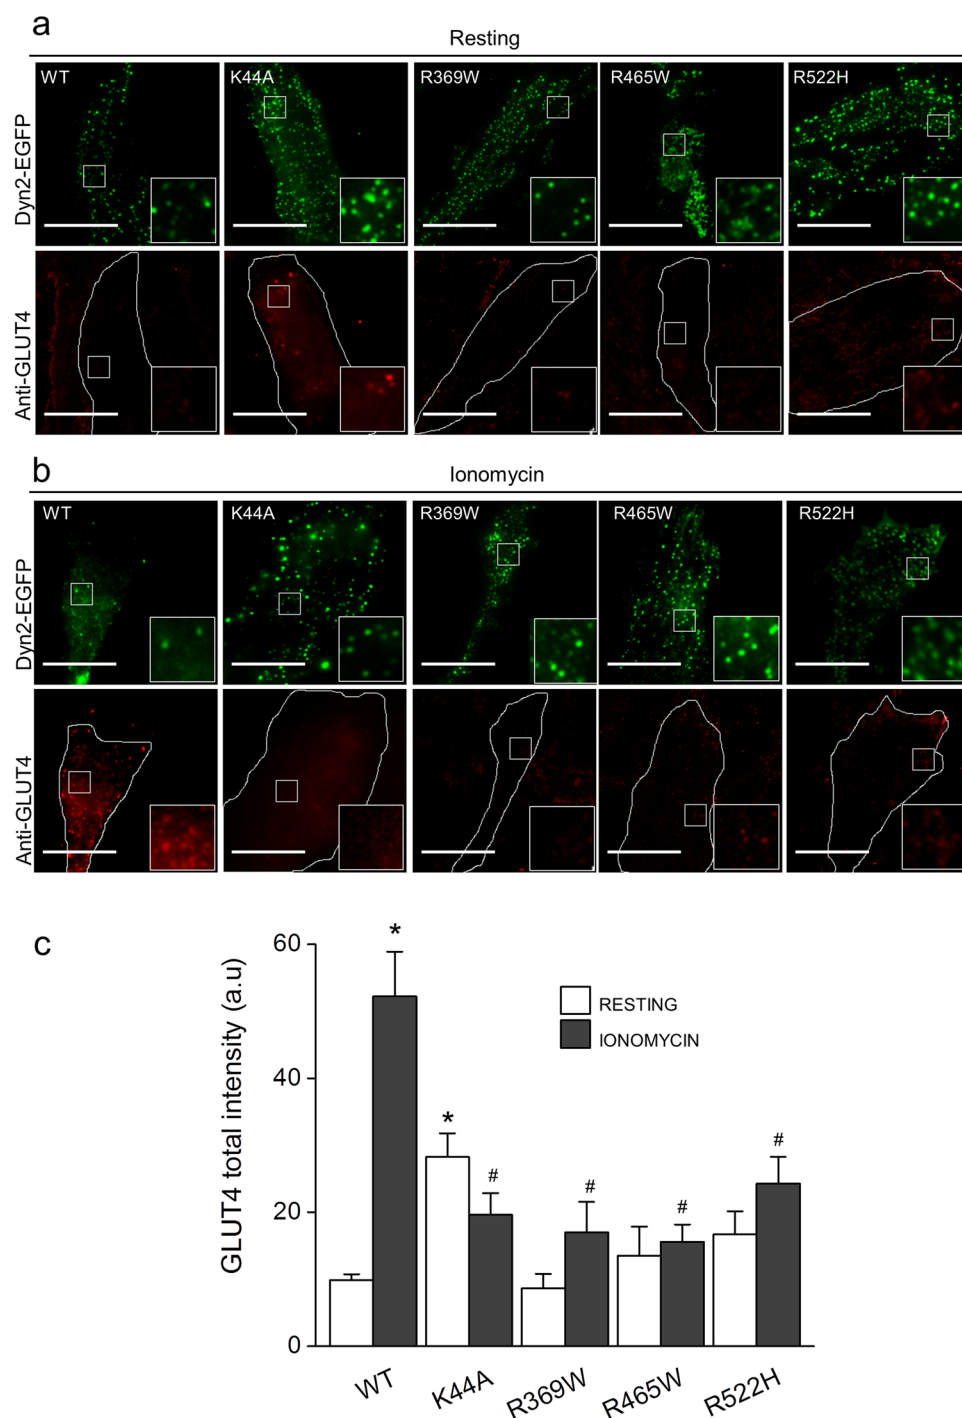 a
Resting
WT
K44A
R369W
R465W
R522H
Dyn2-EGFP
Anti-GLUT4
b
Ionomycin
WT
K44A
R369W
R465W
R522H
Dyn2-EGFP
Anti-GLUT4
c
GLUT4 total intensity (a.u)
60
40
20
0
*
*
#
#
#
#
RESTING
IONOMYCIN
WT
K44A
R369W
R465W
R522H